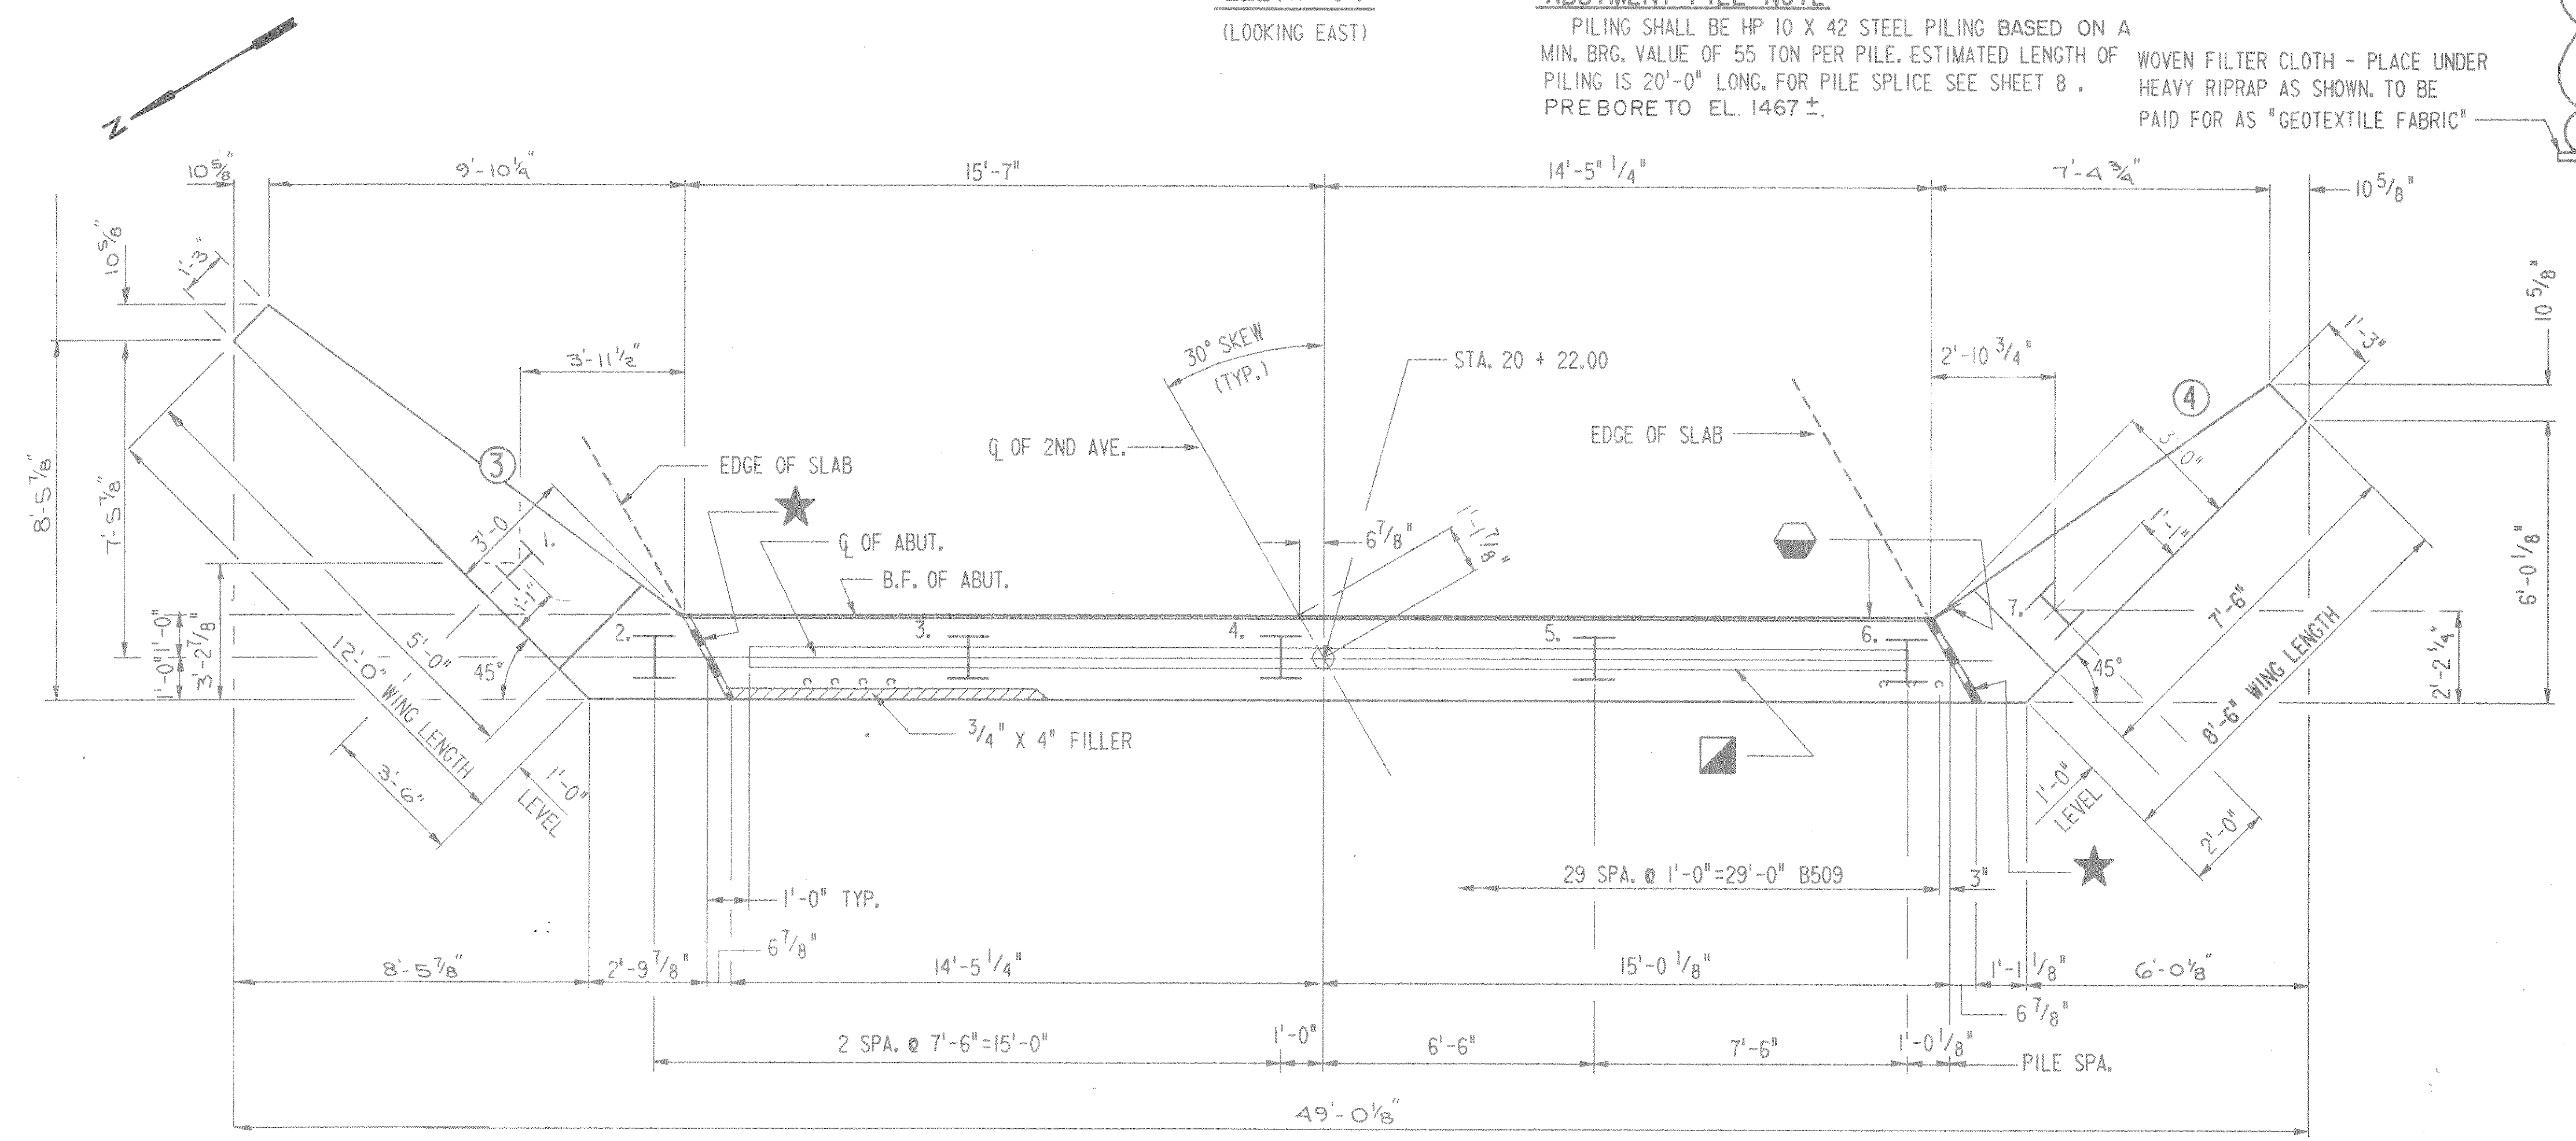 (LOOKING EAST)
ABUTMENT PILE NOTE
PILING SHALL BE HP 10 X 42 STEEL PILING BASED ON A
MIN. BRG. VALUE OF 55 TON PER PILE. ESTIMATED LENGTH OF
PILING IS 20'-0" LONG. FOR PILE SPLICE SEE SHEET 8 .
PREBORE TO EL. 1467 ±.
WOVEN FILTER CLOTH - PLACE UNDER
HEAVY RIPRAP AS SHOWN. TO BE
PAID FOR AS "GEOTEXTILE FABRIC"
N
10 5/8"
9'-10 1/4"
15'-7"
14'-5" 1/4"
7'-4 3/4"
10 5/8"
10 5/8"
1'-3"
3'-11 1/2"
30° SKEW
(TYP.)
STA. 20 + 22.00
2'-10 3/4"
1'-3"
10 5/8"
4
3'-0"
3
EDGE OF SLAB
℄ OF 2ND AVE.
EDGE OF SLAB
8'-5 7/8"
7'-5 7/8"
3'-0
1.
1'-1"
℄ OF ABUT.
B.F. OF ABUT.
6 7/8"
1'-1 7/8"
1'-1"
7'-6"
6'-0 1/8"
1'-0"
1'-0"
3'-2 7/8"
2.
3.
4.
5.
6.
7.
12'-0" WING LENGTH
5'-0"
45°
45°
8'-6" WING LENGTH
2'-2 1/4"
3/4" X 4" FILLER
3'-6"
1'-0"
LEVEL
1'-0"
LEVEL
2'-0"
29 SPA. @ 1'-0"=29'-0" B509
3"
1'-0" TYP.
6 7/8"
8'-5 7/8"
2'-9 7/8"
14'-5 1/4"
15'-0 1/8"
1'-1 1/8"
6'-0 1/8"
6 7/8"
2 SPA. @ 7'-6"=15'-0"
1'-0"
6'-6"
7'-6"
1'-0 1/8"
PILE SPA.
49'-0 1/8"